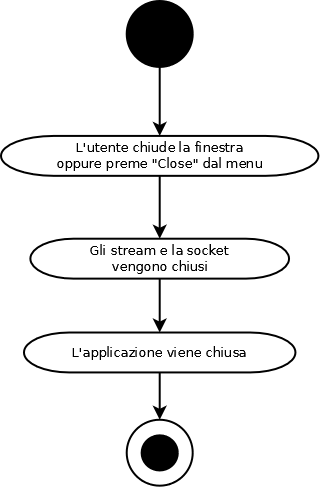 L'utente chiude la finestra
oppure preme "Close" dal menu
Gli stream e la socket
vengono chiusi
L'applicazione viene chiusa